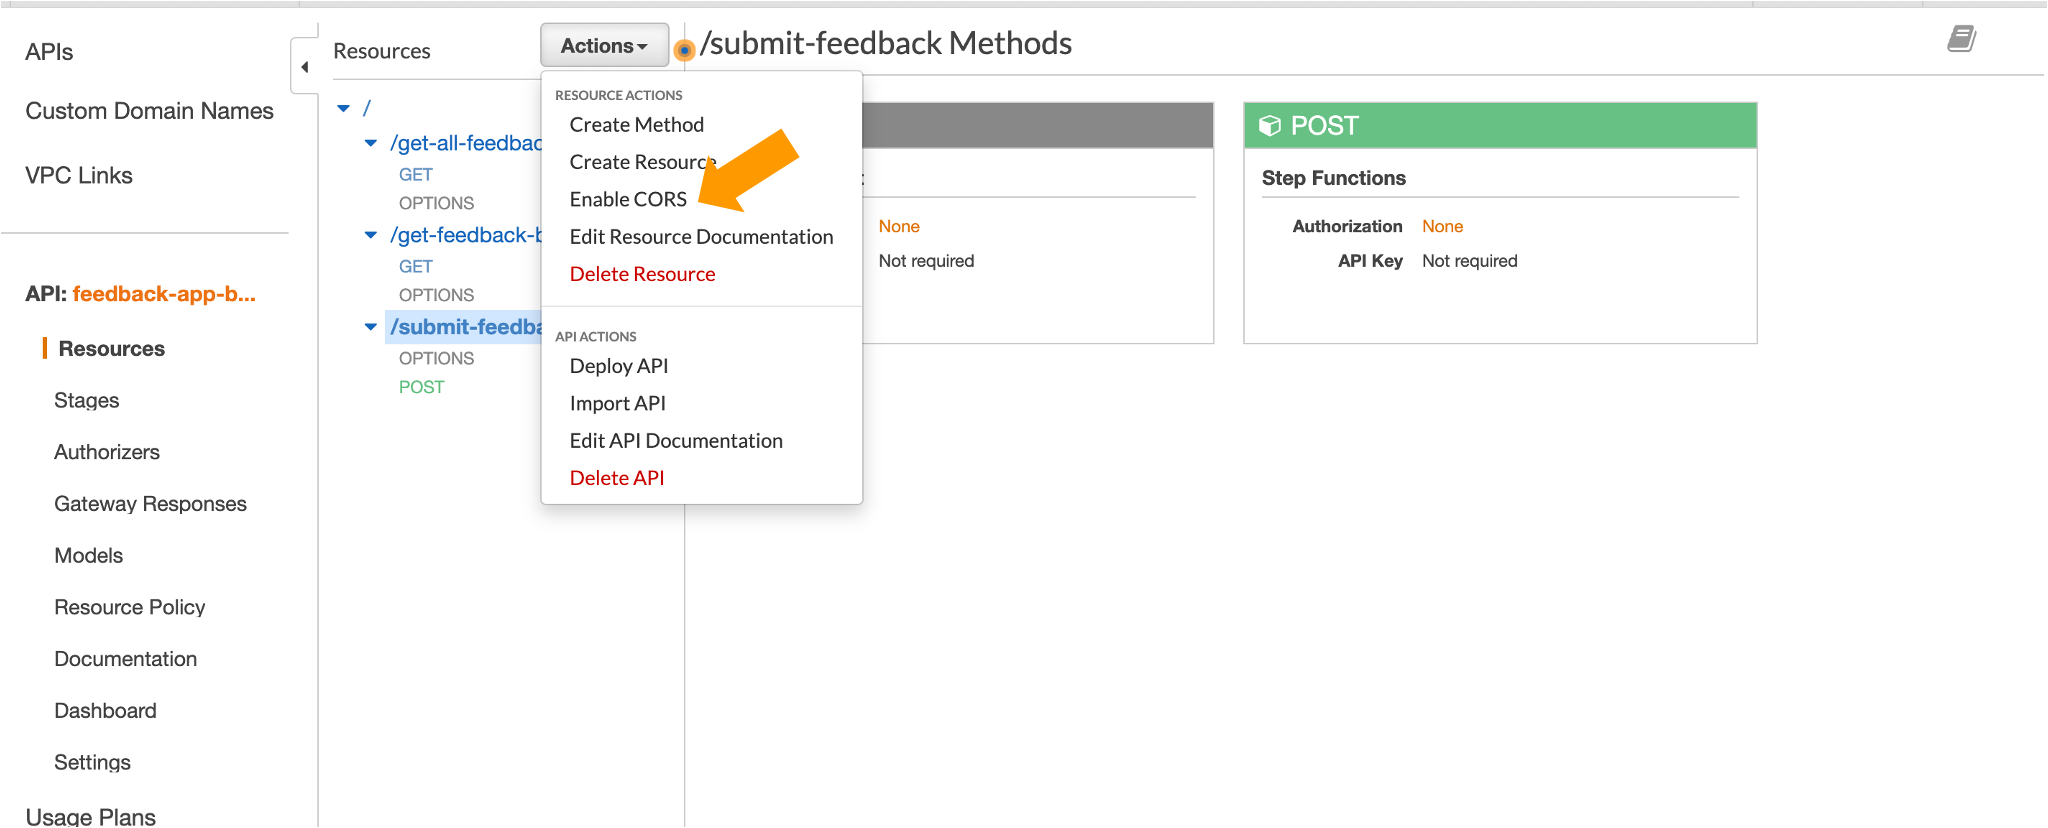 APIs
Custom Domain Names
VPC Links
API: feedback-app-b...
Resources
Stages
Authorizers
Gateway Responses
Models
Resource Policy
Documentation
Dashboard
Settings
Usage Plans
Resources
Actions
/
/get-all-feedbac
GET
OPTIONS
/get-feedback-b
GET
OPTIONS
/submit-feedba
OPTIONS
POST
RESOURCE ACTIONS
Create Method
Create Resource
Enable CORS
Edit Resource Documentation
Delete Resource
API ACTIONS
Deploy API
Import API
Edit API Documentation
Delete API
/submit-feedback Methods
None
Not required
POST
Step Functions
Authorization None
API Key Not required